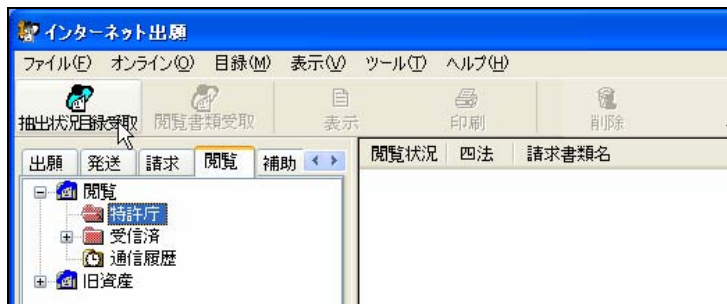 インターネット出願
ファイル(F) オンライン(O) 目録(M) 表示(V) ツール(T) ヘルプ(H)
抽出状況目録受取 閲覧書類受取 表示 印刷 削除
出願 発送 請求 閲覧 補助 閲覧状況 四法 請求書類名
閲覧
特許庁
受信済
通信履歴
旧資産